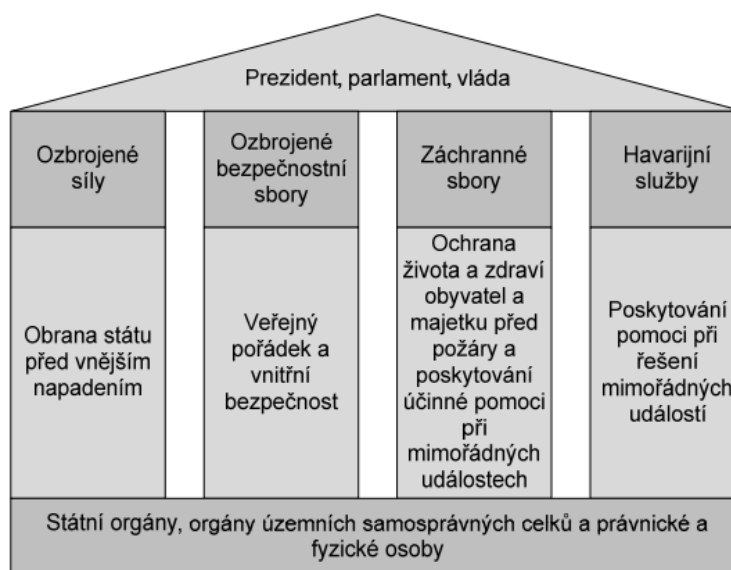 Prezident, parlament, vláda
Ozbrojené
síly
Ozbrojené
bezpečnostní
sbory
Záchranné
sbory
Havarijní
služby
Obrana státu
před vnějším
napadením
Veřejný
pořádek a
vnitřní
bezpečnost
Ochrana
života a zdraví
obyvatel a
majetku před
požáry a
poskytování
účinné pomoci
při
mimořádných
událostech
Poskytování
pomoci při
řešení
mimořádných
událostí
Státní orgány, orgány územních samosprávných celků a právnické a
fyzické osoby